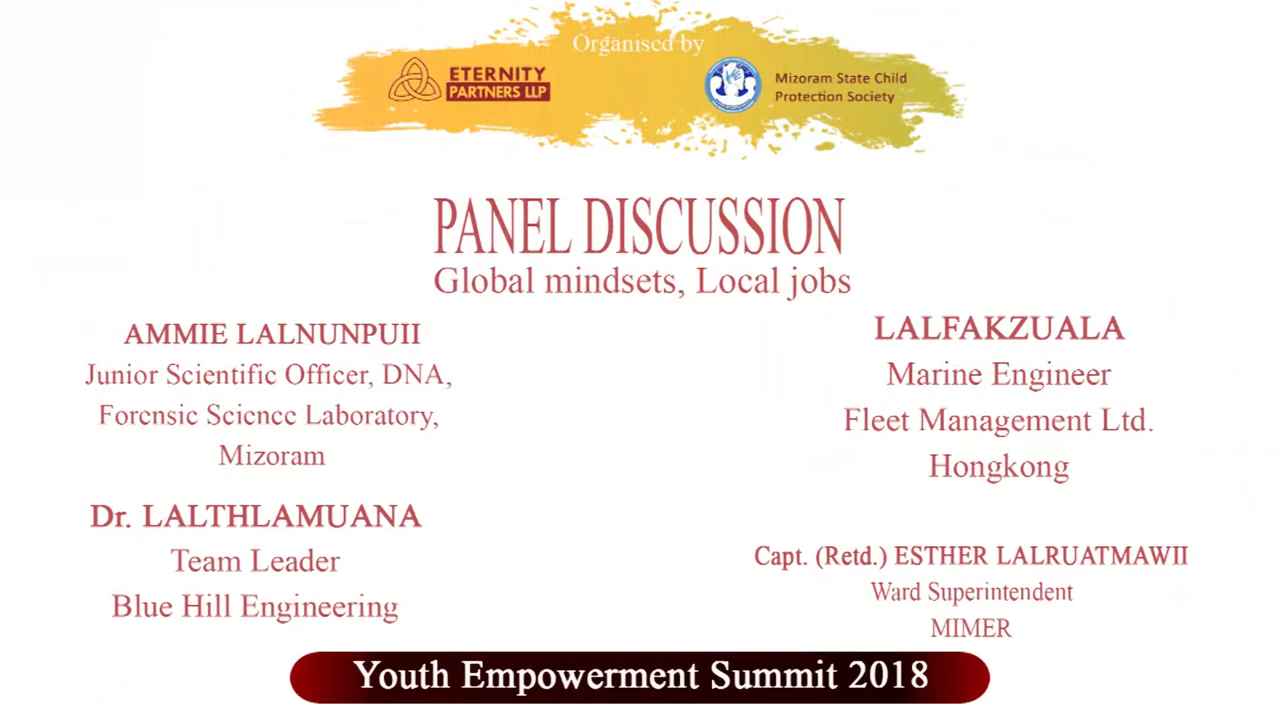 Organised by
ETERNITY
PARTNERS LLP
Mizoram State Child
Protection Society
PANEL DISCUSSION
Global mindsets, Local jobs
AMMIE LALNUNPUII
Junior Scientific Officer, DNA,
Forensic Science Laboratory,
Mizoram
LALFAKZUALA
Marine Engineer
Fleet Management Ltd.
Hongkong
Dr. LALTHLAMUANA
Team Leader
Blue Hill Engineering
Capt. (Retd.) ESTHER LALRUATMAWII
Ward Superintendent
MIMER
Youth Empowerment Summit 2018